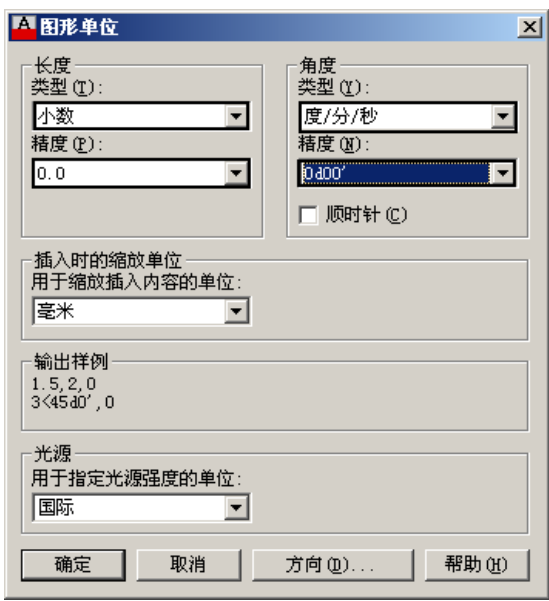 图形单位
长度
类型(T):
小数
精度(P):
0.0
角度
类型(Y):
度/分/秒
精度(N):
0d00'
顺时针(C)
插入时的缩放单位
用于缩放插入内容的单位:
毫米
输出样例
1.5,2,0
3<45d0',0
光源
用于指定光源强度的单位:
国际
确定 取消 方向(D)... 帮助(H)